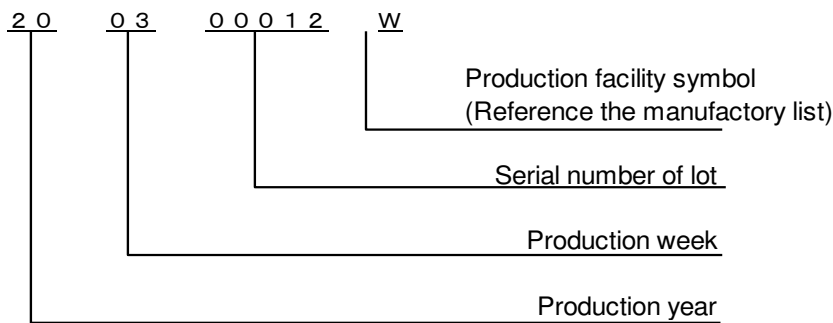 ２０ ０３ ０００１２ Ｗ
Production facility symbol
(Reference the manufactory list)
Serial number of lot
Production week
Production year